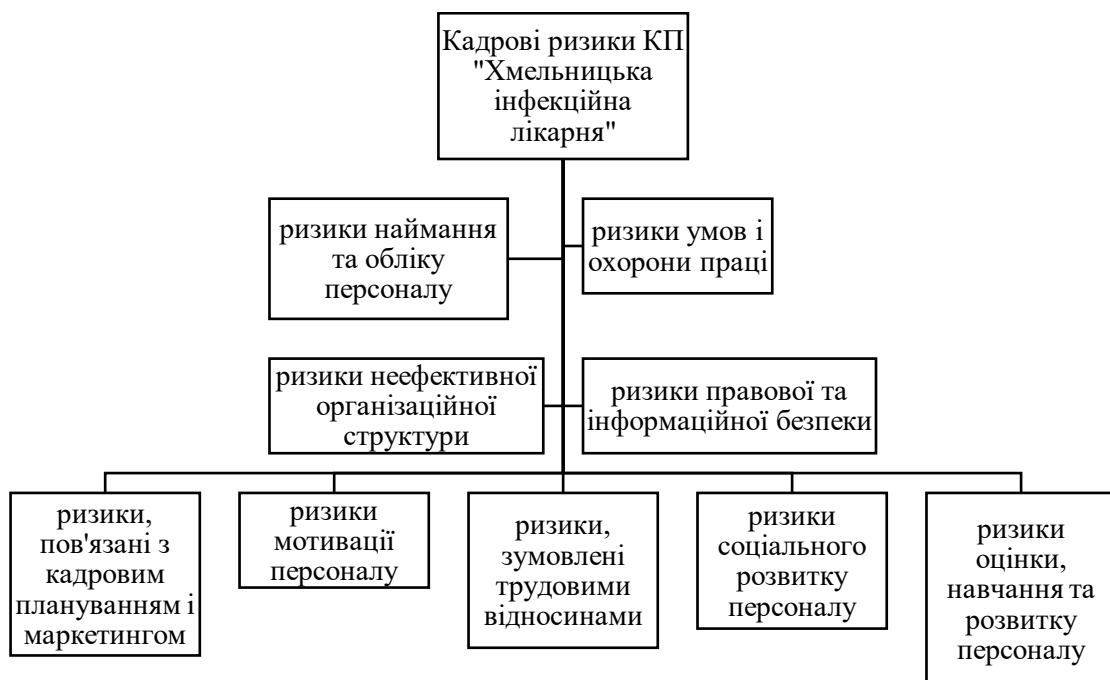 Кадрові ризики КП
"Хмельницька
інфекційна
лікарня"
ризики наймання
та обліку
персоналу
ризики умов і
охорони праці
ризики неефективної
організаційної
структури
ризики правової та
інформаційної безпеки
ризики,
пов'язані з
кадровим
плануванням і
маркетингом
ризики
мотивації
персоналу
ризики,
зумовлені
трудовими
відносинами
ризики
соціального
розвитку
персоналу
ризики
оцінки,
навчання та
розвитку
персоналу